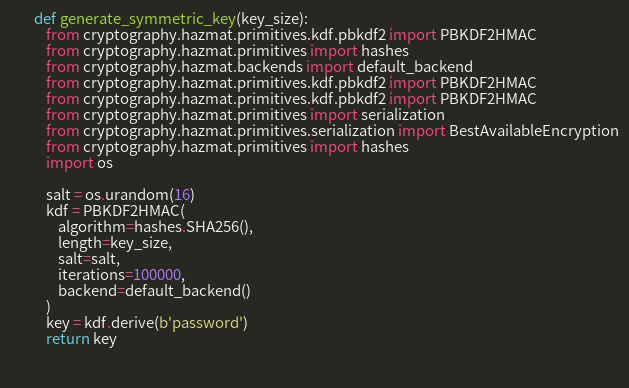 def generate_symmetric_key(key_size):
    from cryptography.hazmat.primitives.kdf.pbkdf2 import PBKDF2HMAC
    from cryptography.hazmat.primitives import hashes
    from cryptography.hazmat.backends import default_backend
    from cryptography.hazmat.primitives.kdf.pbkdf2 import PBKDF2HMAC
    from cryptography.hazmat.primitives.kdf.pbkdf2 import PBKDF2HMAC
    from cryptography.hazmat.primitives import serialization
    from cryptography.hazmat.primitives.serialization import BestAvailableEncryption
    from cryptography.hazmat.primitives import hashes
    import os

    salt = os.urandom(16)
    kdf = PBKDF2HMAC(
        algorithm=hashes.SHA256(),
        length=key_size,
        salt=salt,
        iterations=100000,
        backend=default_backend()
    )
    key = kdf.derive(b'password')
    return key